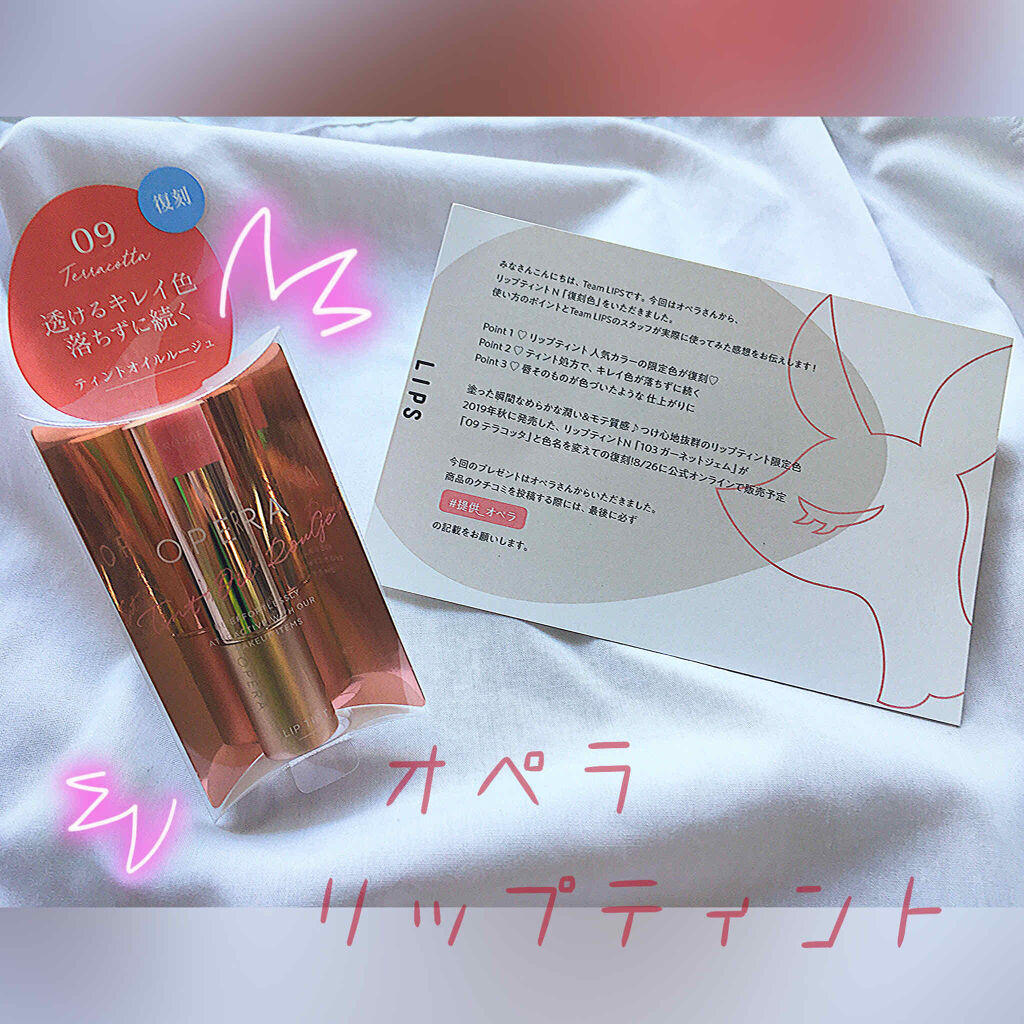 復刻
09
Terracotta
透けるキレイ色
落ちずに続く
ティントオイルルージュ
OPERA
EFFORTLESSLY
ATTRACTIVE WITH OUR
ITEMS
OPERA
LIP TINT
LIPS
みなさんこんにちは、Team LIPSです。今回はオペラさんから、
リップティントN「復刻色」をいただきました。
使い方のポイントとTeam LIPSのスタッフが実際に使ってみた感想をお伝えします!
Point 1 ♡ リップティント 人気カラーの限定色が復刻♡
Point 2 ♡ ティント処方で、キレイ色が落ちずに続く
Point 3 ♡ 唇そのものが色づいたような 仕上がりに
塗った瞬間なめらかな潤い&モテ質感♪つけ心地抜群のリップティント限定色
2019年秋に発売した、リップティントN「103 ガーネットジェム」が
「09 テラコッタ」と色名を変えての復刻!8/26に公式オンラインで販売予定
今回のプレゼントはオペラさんからいただきました。
商品のクチコミを投稿する際には、最後に必ず
#提供_オペラ
の記載をお願いします。
オペラ
リップティント